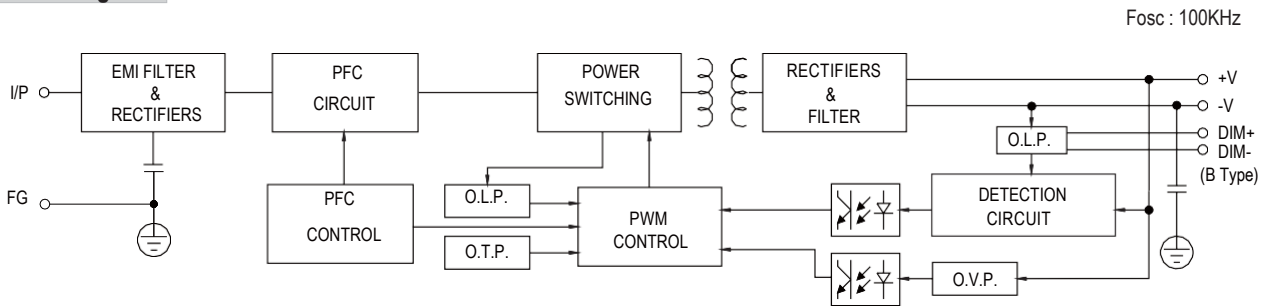 Fosc : 100KHz
I/P
EMI FILTER
&
RECTIFIERS
PFC
CIRCUIT
POWER
SWITCHING
RECTIFIERS
&
FILTER
+V
-V
DIM+
DIM-
(B Type)
O.L.P.
FG
PFC
CONTROL
O.L.P.
O.T.P.
PWM
CONTROL
DETECTION
CIRCUIT
O.V.P.